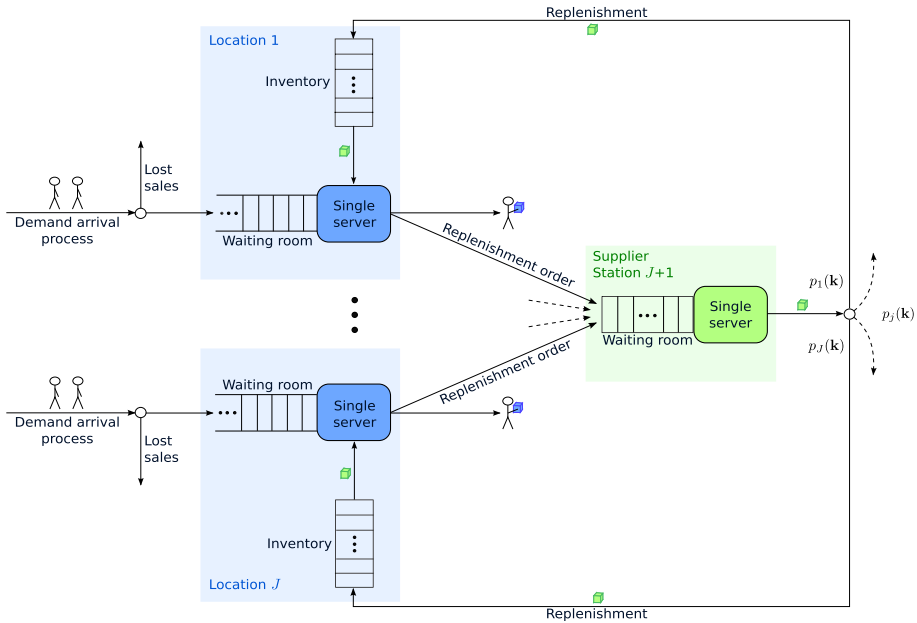 Replenishment
Location 1
Inventory
Lost
sales
Demand arrival
process
Single
server
Waiting room
Replenishment order
Supplier
Station J+1
Single
server
Waiting room
p₁(𝐤)
pⱼ(𝐤)
p_J(𝐤)
Replenishment order
Waiting room
Single
server
Demand arrival
process
Lost
sales
Inventory
Location J
Replenishment